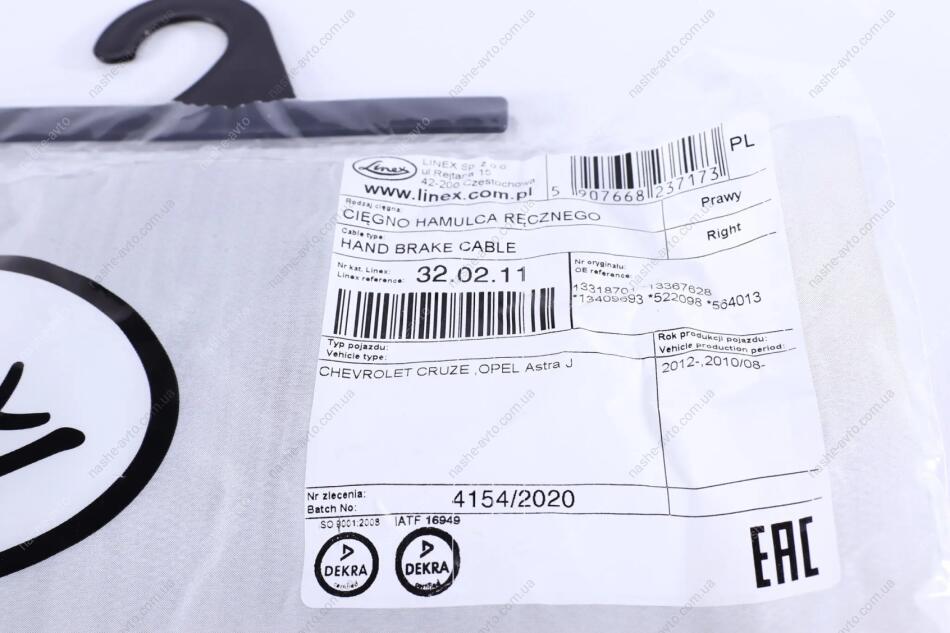 Linex
LINEX Sp. z o.o
ul Rejtana 15
42-200 Częstochowa
www.linex.com.pl
5 907668 237173
PL
Rodzaj cięgna:
CIĘGNO HAMULCA RĘCZNEGO
Prawy
Cable type:
HAND BRAKE CABLE
Right
Nr kat. Linex:
Linex reference:
32.02.11
Nr oryginału:
OE reference:
13367628
*13409693 *522098 *564013
Typ pojazdu:
Vehicle type:
CHEVROLET CRUZE ,OPEL Astra J
Rok produkcji pojazdu:
Vehicle production period:
2012-,2010/08-
Nr zlecenia:
Batch No:
4154/2020
ISO 9001:2008
IATF 16949
DEKRA
certified
DEKRA
certified
EAC
nashe-avto.com.ua